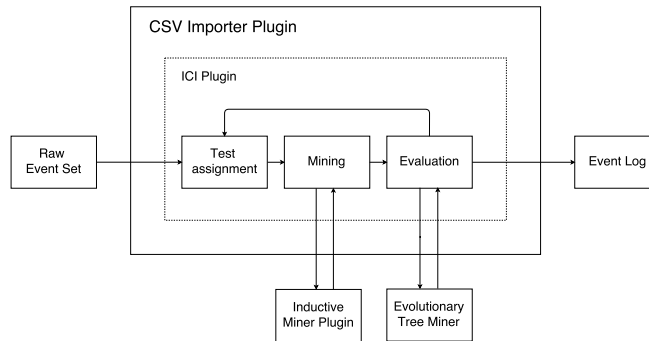 CSV Importer Plugin
ICI Plugin
Raw
Event Set
Test
assignment
Mining
Evaluation
Event Log
Inductive
Miner Plugin
Evolutionary
Tree Miner